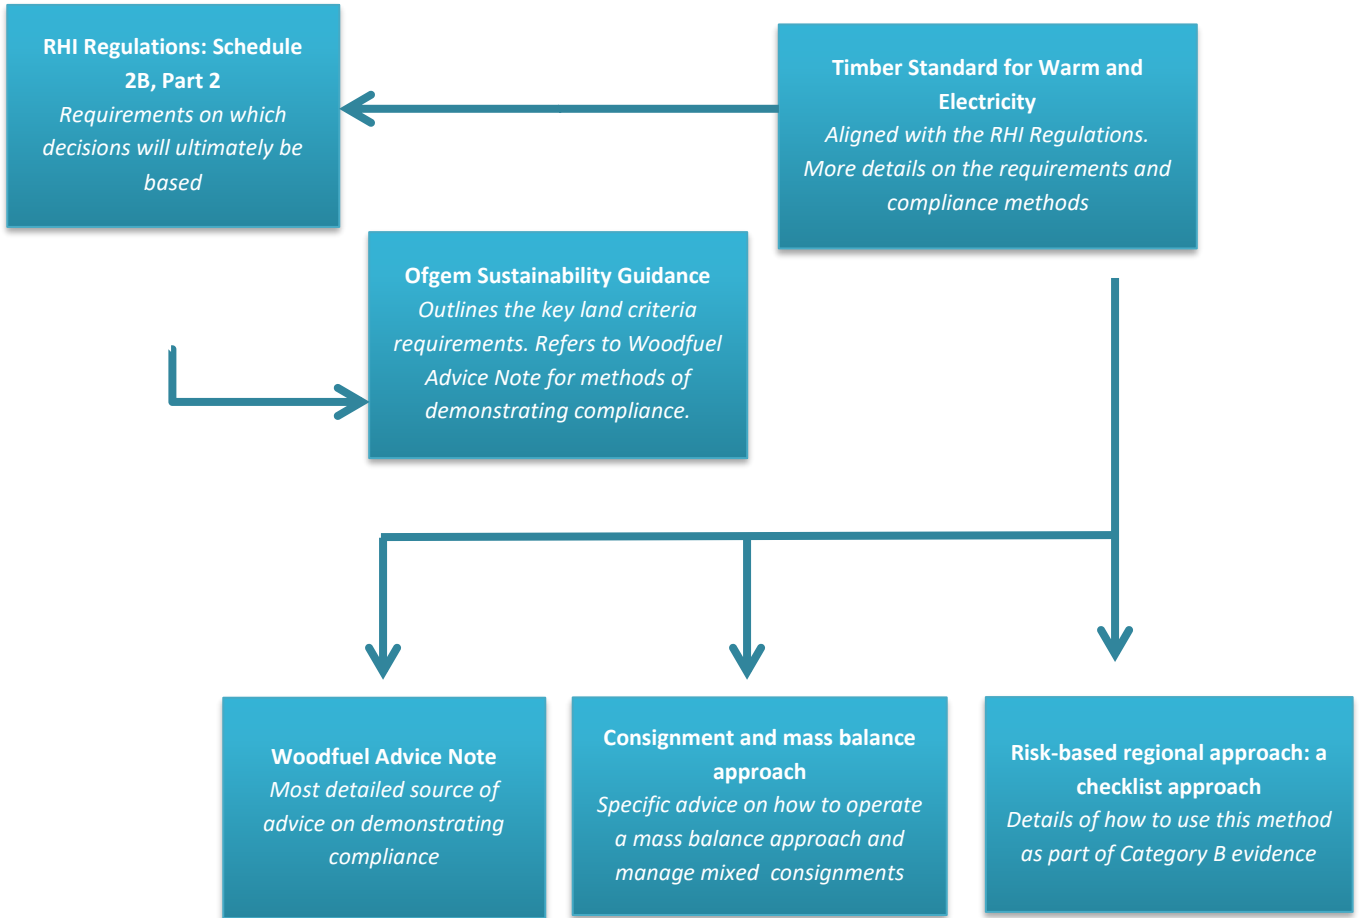 RHI Regulations: Schedule
2B, Part 2
Requirements on which
decisions will ultimately be
based
Timber Standard for Warm and
Electricity
Aligned with the RHI Regulations.
More details on the requirements and
compliance methods
Ofgem Sustainability Guidance
Outlines the key land criteria
requirements. Refers to Woodfuel
Advice Note for methods of
demonstrating compliance.
Woodfuel Advice Note
Most detailed source of
advice on demonstrating
compliance
Consignment and mass balance
approach
Specific advice on how to operate
a mass balance approach and
manage mixed consignments
Risk-based regional approach: a
checklist approach
Details of how to use this method
as part of Category B evidence